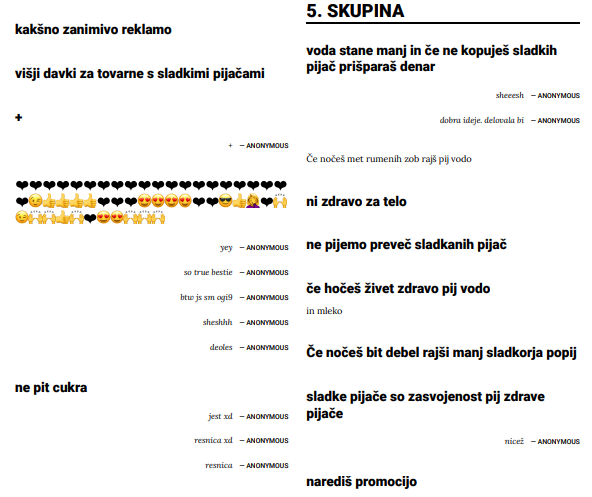 kakšno zanimivo reklamo
višji davki za tovarne s sladkimi pijačami
+
+ — ANONYMOUS
❤❤❤❤❤❤❤❤❤❤❤❤❤❤❤❤❤❤❤❤
❤😉👍👍👍👍❤❤❤😍😍😍😍❤❤😎👍🤦‍♀️❤🙌
😉🙌🙌👍🙌❤😍😍🙌🙌🙌
yey — ANONYMOUS
so true bestie — ANONYMOUS
btw js sm ogi9 — ANONYMOUS
sheshhh — ANONYMOUS
deoles — ANONYMOUS
ne pit cukra
jest xd — ANONYMOUS
resnica xd — ANONYMOUS
resnica — ANONYMOUS
5. SKUPINA
voda stane manj in če ne kopuješ sladkih
pijač prišparaš denar
sheeesh — ANONYMOUS
dobra ideje. delovala bi — ANONYMOUS
Če nočeš met rumenih zob rajš pij vodo
ni zdravo za telo
ne pijemo preveč sladkanih pijač
če hočeš živet zdravo pij vodo
in mleko
Če nočeš bit debel rajši manj sladkorja popij
sladke pijače so zasvojenost pij zdrave
pijače
nicež — ANONYMOUS
narediš promocijo